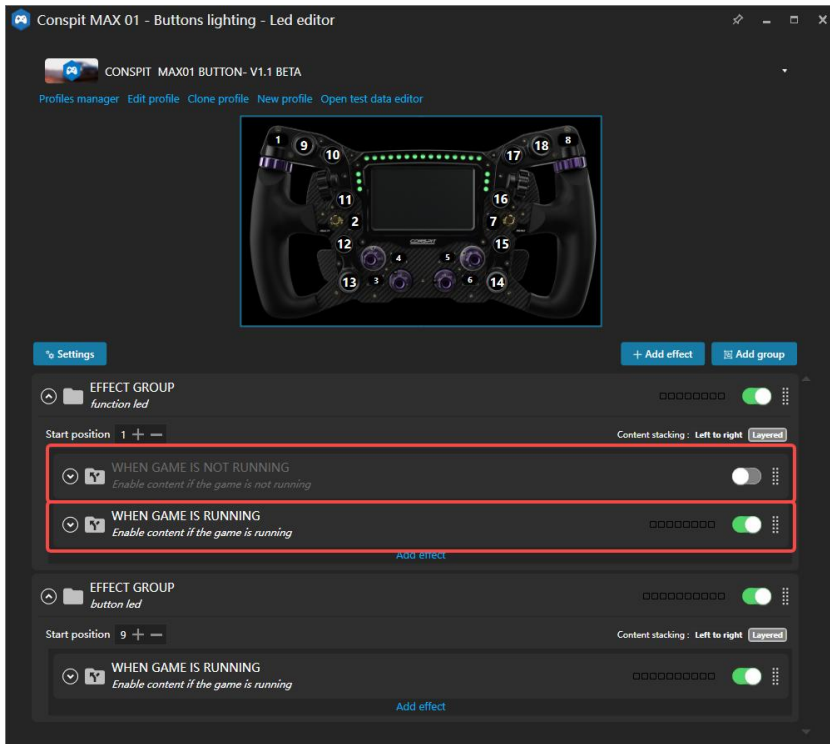 Conspit MAX 01 - Buttons lighting - Led editor
CONSPIT MAX01 BUTTON- V1.1 BETA
Profiles manager Edit profile Clone profile New profile Open test data editor
1 9 10 17 18 8
11 16
2 7
12 15
4 5
13 3 6 14
CONSPIT
Settings
+ Add effect
Add group
EFFECT GROUP
function led
Start position 1 + −
Content stacking : Left to right Layered
WHEN GAME IS NOT RUNNING
Enable content if the game is not running
WHEN GAME IS RUNNING
Enable content if the game is running
Add effect
EFFECT GROUP
button led
Start position 9 + −
Content stacking : Left to right Layered
WHEN GAME IS RUNNING
Enable content if the game is running
Add effect